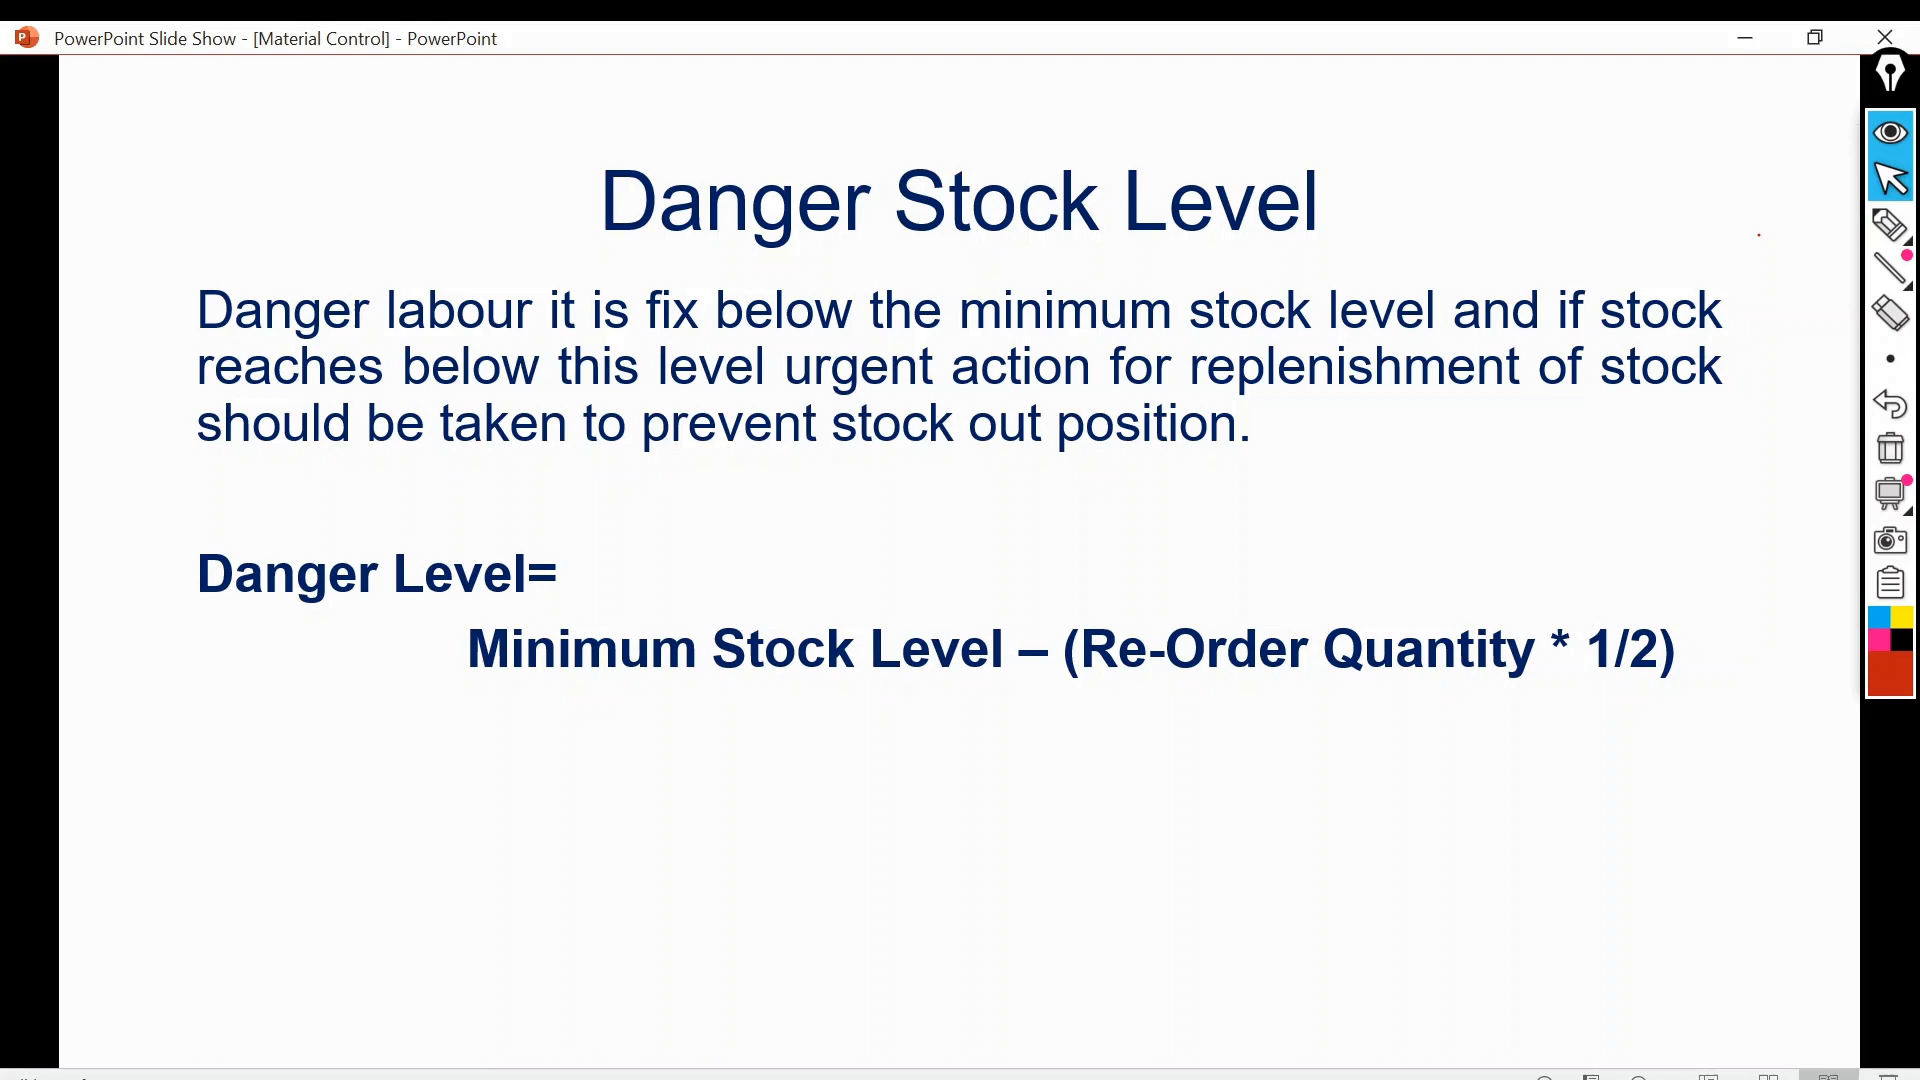 PowerPoint Slide Show - [Material Control] - PowerPoint
Danger Stock Level
Danger labour it is fix below the minimum stock level and if stock
reaches below this level urgent action for replenishment of stock
should be taken to prevent stock out position.
Danger Level=
Minimum Stock Level – (Re-Order Quantity * 1/2)